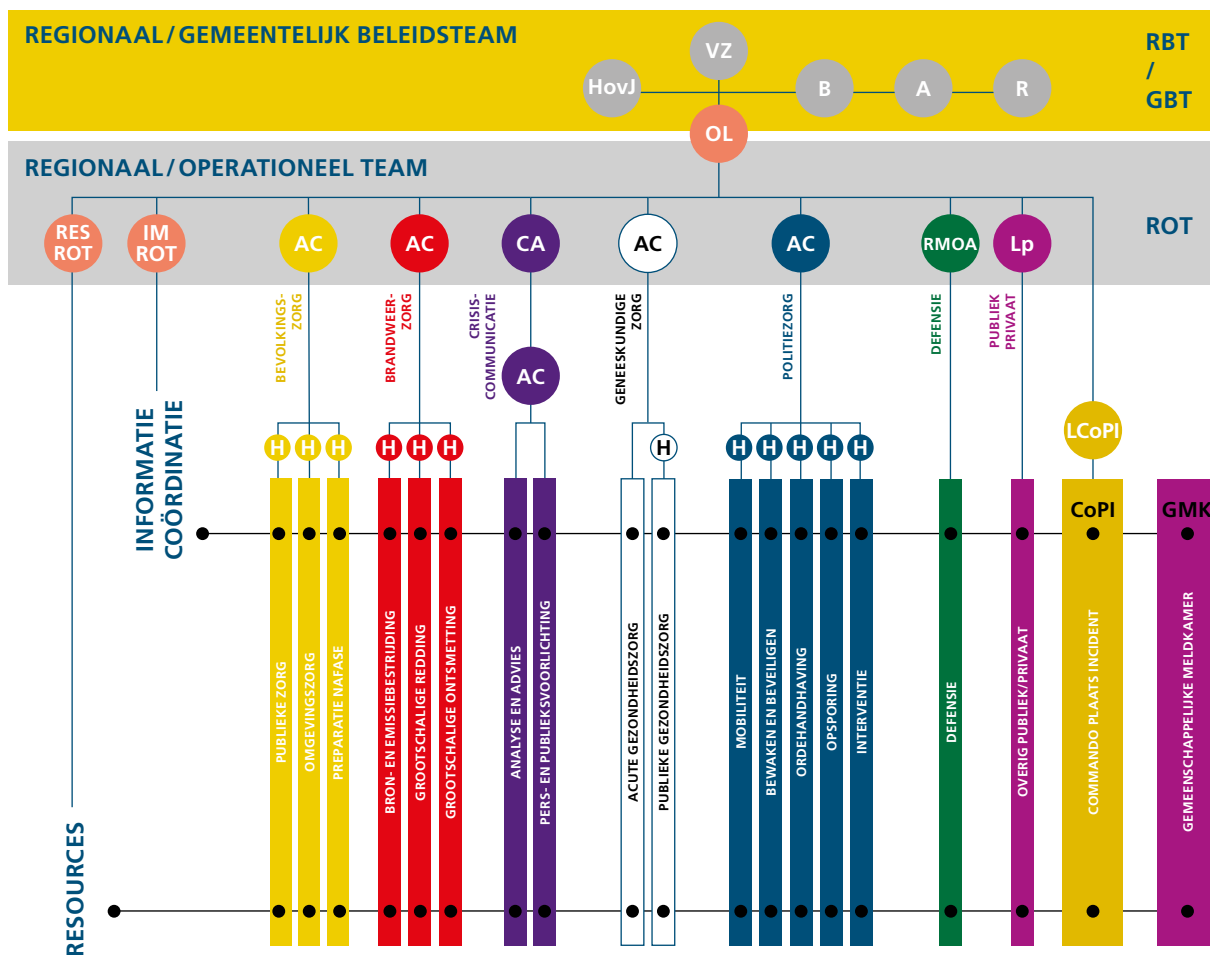 REGIONAAL/GEMEENTELIJK BELEIDSTEAM
RBT
/
GBT
VZ
HovJ
B
A
R
OL
REGIONAAL/OPERATIONEEL TEAM
ROT
RES
ROT
IM
ROT
AC
AC
CA
AC
AC
RMOA
Lp
BEVOLKINGS-
ZORG
BRANDWEER-
ZORG
CRISIS-
COMMUNICATIE
GENEESKUNDIGE
ZORG
POLITIEZORG
DEFENSIE
PUBLIEK
PRIVAAT
AC
LCoPI
INFORMATIE
COÖRDINATIE
H
H
H
H
H
H
H
H
H
H
H
H
CoPI
GMK
PUBLIEKE ZORG
OMGEVINGSZORG
PREPARATIE NAFASE
BRON- EN EMISSIEBESTRIJDING
GROOTSCHALIGE REDDING
GROOTSCHALIGE ONTSMETTING
ANALYSE EN ADVIES
PERS- EN PUBLIEKSVOORLICHTING
ACUTE GEZONDHEIDSZORG
PUBLIEKE GEZONDHEIDSZORG
MOBILITEIT
BEWAKEN EN BEVEILIGEN
ORDEHANDHAVING
OPSPORING
INTERVENTIE
DEFENSIE
OVERIG PUBLIEK/PRIVAAT
COMMANDO PLAATS INCIDENT
GEMEENSCHAPPELIJKE MELDKAMER
RESOURCES